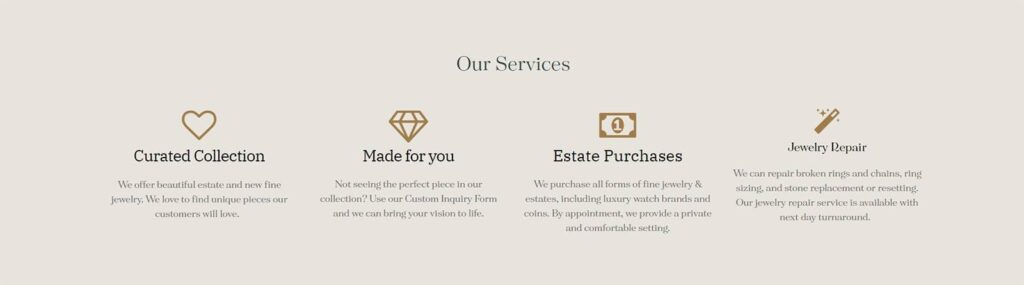 Our Services
Curated Collection
We offer beautiful estate and new fine
jewelry. We love to find unique pieces our
customers will love.
Made for you
Not seeing the perfect piece in our
collection? Use our Custom Inquiry Form
and we can bring your vision to life.
1
Estate Purchases
We purchase all forms of fine jewelry &
estates, including luxury watch brands and
coins. By appointment, we provide a private
and comfortable setting.
Jewelry Repair
We can repair broken rings and chains, ring
sizing, and stone replacement or resetting.
Our jewelry repair service is available with
next day turnaround.